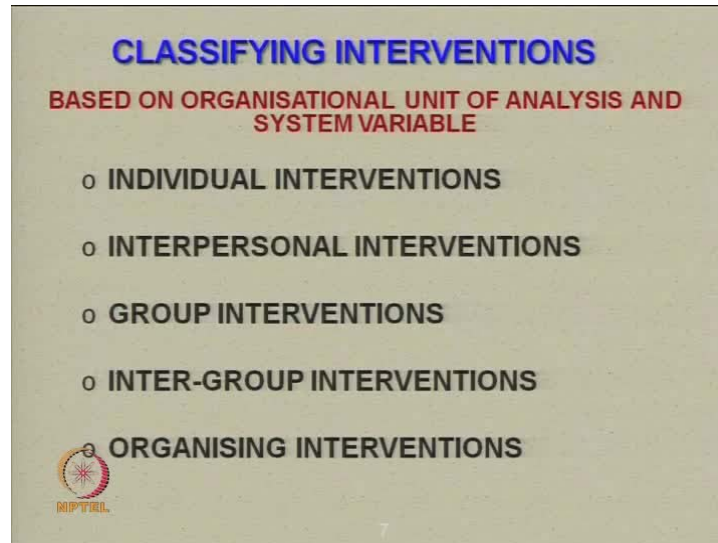 CLASSIFYING INTERVENTIONS
BASED ON ORGANISATIONAL UNIT OF ANALYSIS AND
SYSTEM VARIABLE
o INDIVIDUAL INTERVENTIONS
o INTERPERSONAL INTERVENTIONS
o GROUP INTERVENTIONS
o INTER-GROUP INTERVENTIONS
o ORGANISING INTERVENTIONS
NPTEL
7